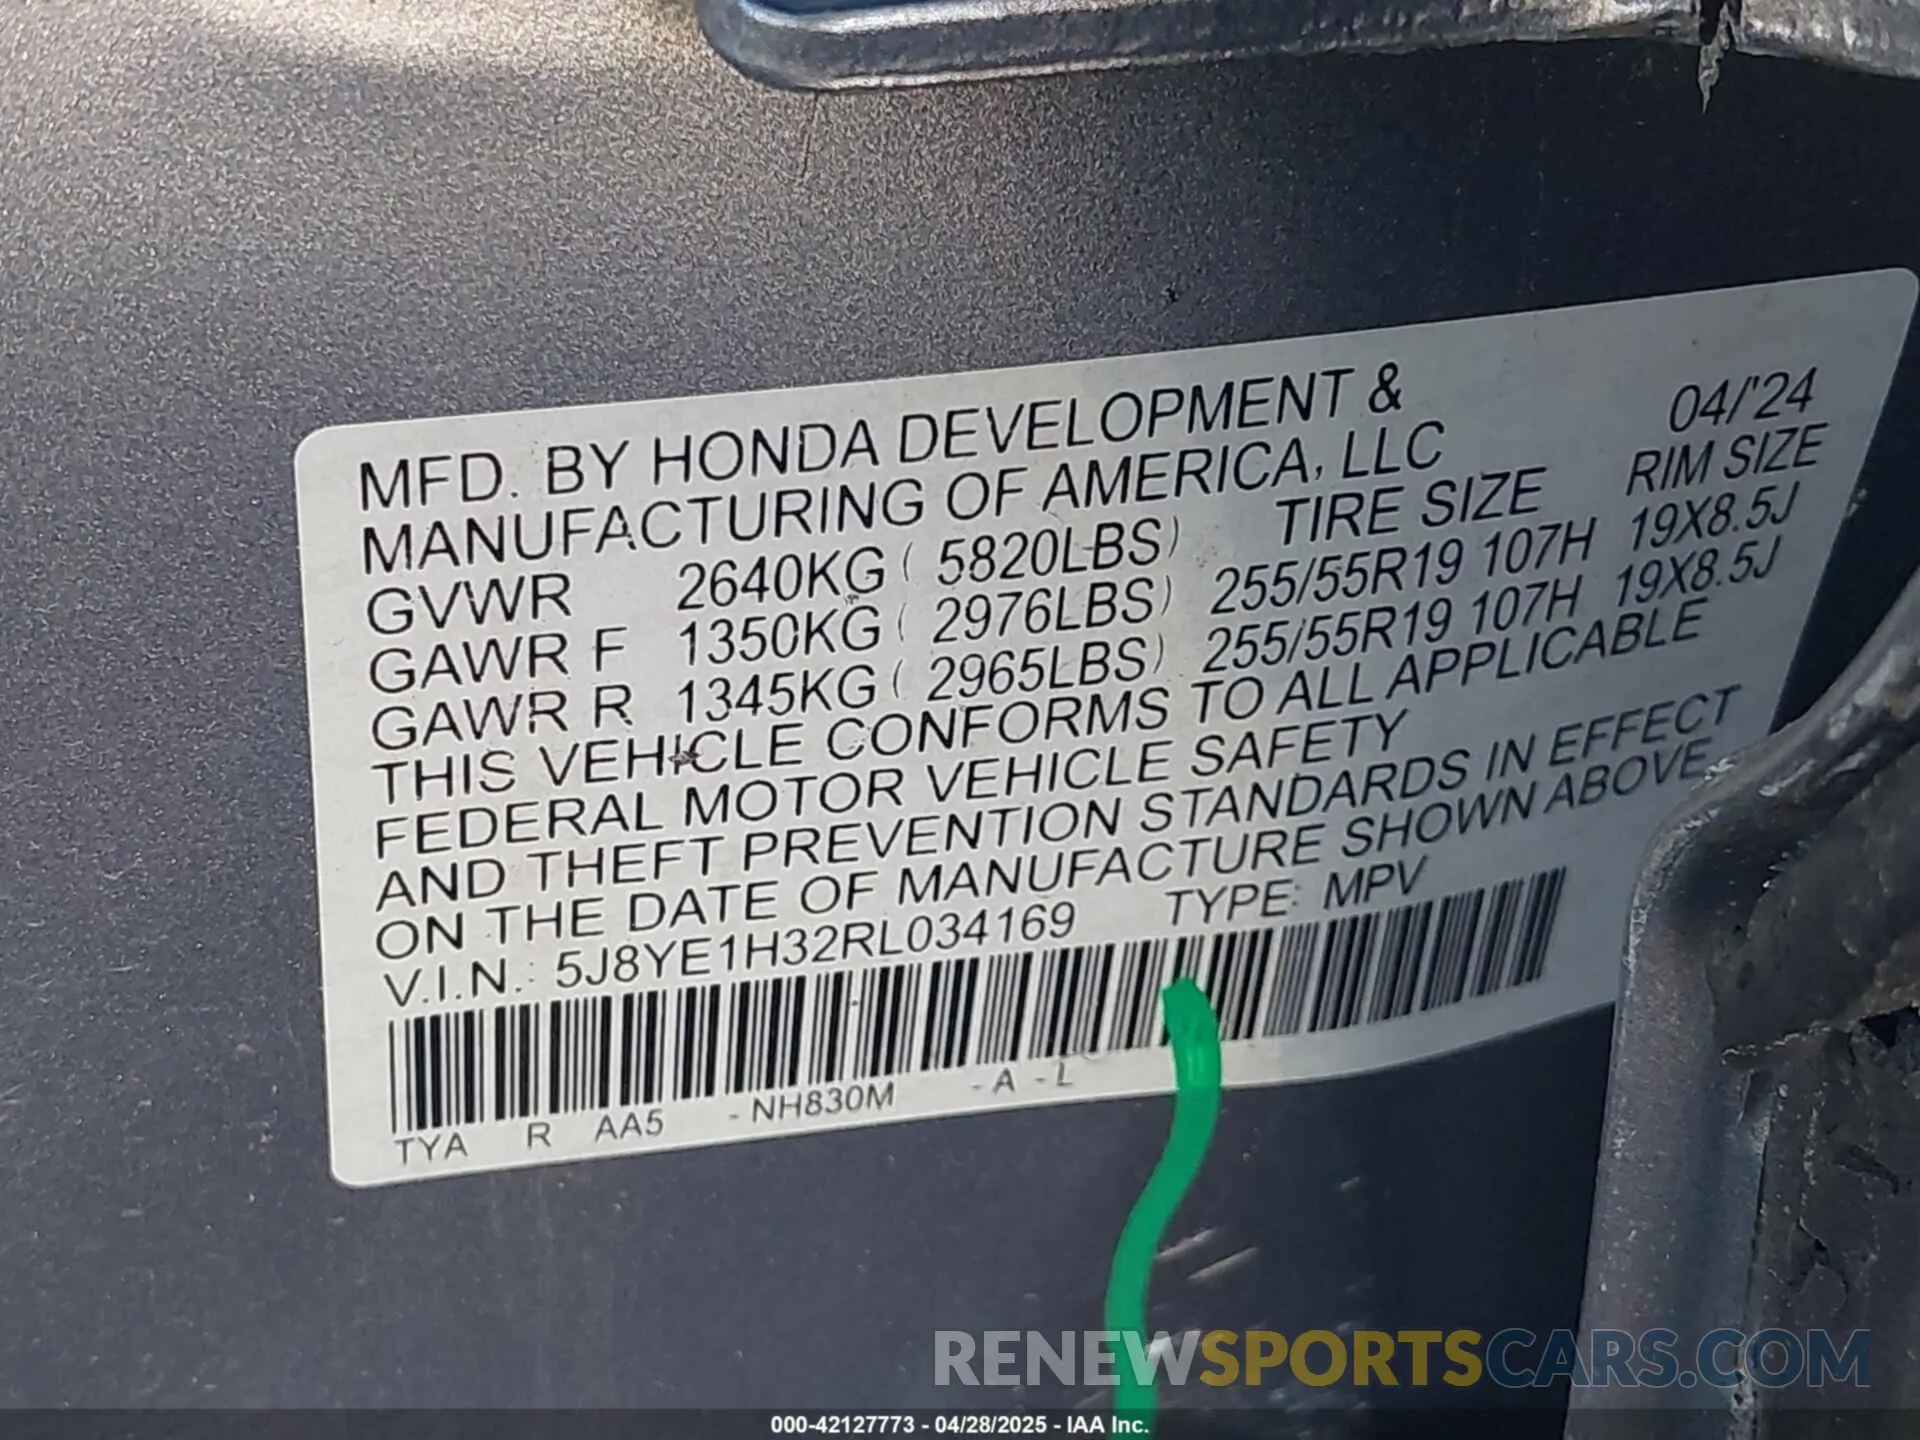 MFD. BY HONDA DEVELOPMENT & 04/'24
MANUFACTURING OF AMERICA, LLC RIM SIZE
GVWR 2640KG ( 5820LBS) TIRE SIZE
GAWR F 1350KG ( 2976LBS) 255/55R19 107H 19X8.5J
GAWR R 1345KG ( 2965LBS) 255/55R19 107H 19X8.5J
THIS VEHICLE CONFORMS TO ALL APPLICABLE
FEDERAL MOTOR VEHICLE SAFETY
AND THEFT PREVENTION STANDARDS IN EFFECT
ON THE DATE OF MANUFACTURE SHOWN ABOVE.
V.I.N.: 5J8YE1H32RL034169 TYPE: MPV
TYA R AA5 - NH830M - A - L
RENEWSPORTSCARS.COM
000-42127773 - 04/28/2025 - IAA Inc.